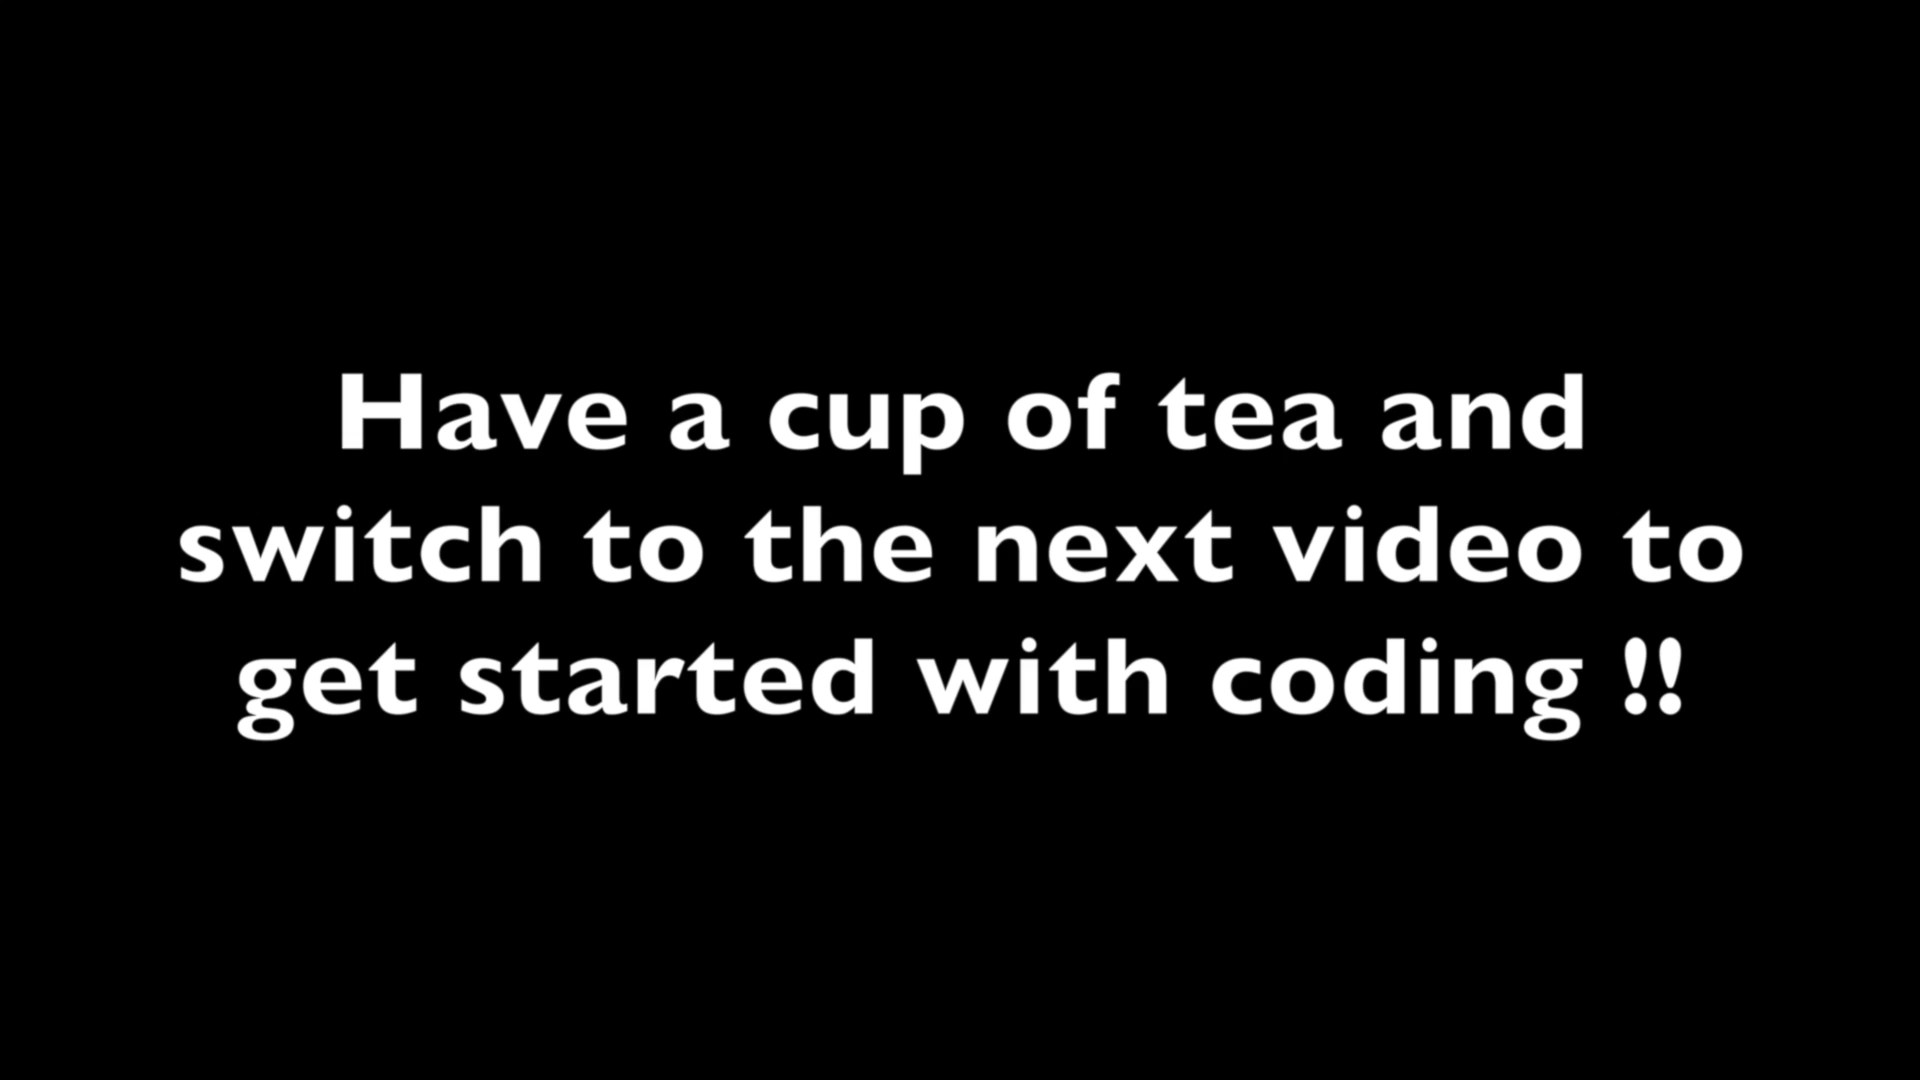 Have a cup of tea and
switch to the next video to
get started with coding !!